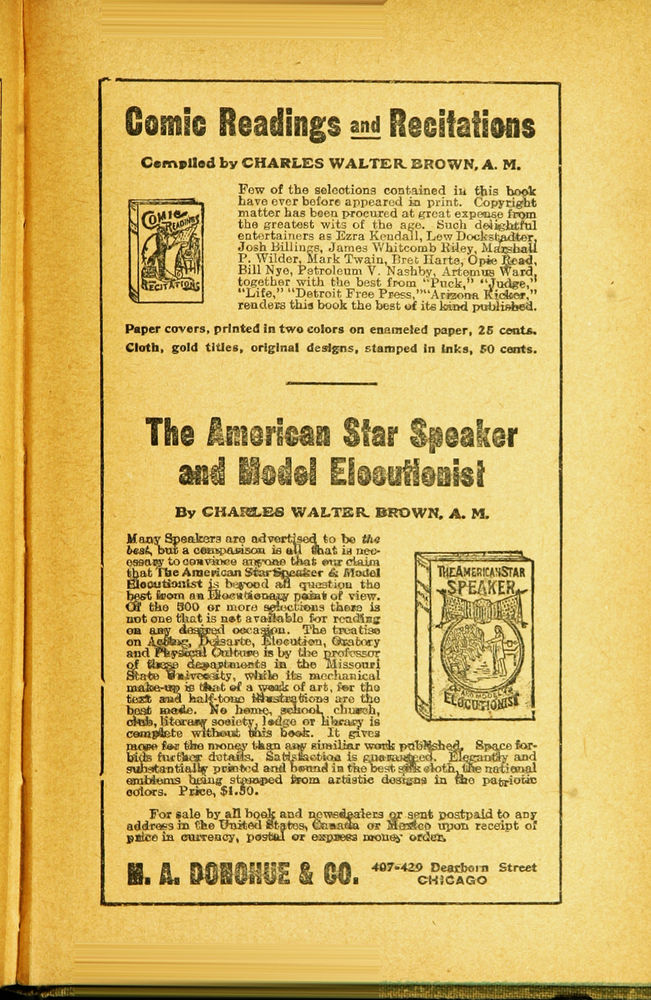 Comic Readings and Recitations
Compiled by CHARLES WALTER BROWN, A. M.
COMIC
READINGS
RECITATIONS
Few of the selections contained in this book
have ever before appeared in print. Copyright
matter has been procured at great expense from
the greatest wits of the age. Such delightful
entertainers as Ezra Kendall, Lew Dockstadter,
Josh Billings, James Whitcomb Riley, Marshall
P. Wilder, Mark Twain, Bret Harte, Opie Read,
Bill Nye, Petroleum V. Nashby, Artemus Ward,
together with the best from "Puck," "Judge,"
"Life," "Detroit Free Press," "Arizona Kicker,"
renders this book the best of its kind published.
Paper covers, printed in two colors on enameled paper, 25 cents.
Cloth, gold titles, original designs, stamped in inks, 50 cents.
The American Star Speaker
and Model Elocutionist
By CHARLES WALTER BROWN, A. M.
Many Speakers are advertised to be the
best, but a comparison is all that is nec-
essary to convince anyone that our claim
that The American Star Speaker & Model
Elocutionist is beyond all question the
best from an Elocutionary point of view.
Of the 500 or more selections there is
not one that is not available for reading
on any desired occasion. The treatise
on Acting, Delsarte, Elocution, Oratory
and Physical Culture is by the professor
of these departments in the Missouri
State University, while its mechanical
make-up is that of a work of art, for the
text and half-tone illustrations are the
best made. No home, school, church,
club, literary society, lodge or library is
complete without this book. It gives
more for the money than any similiar work published. Space for-
bids further details. Satisfaction is guaranteed. Elegantly and
substantially printed and bound in the best silk cloth, the national
emblems being stamped from artistic designs in the patriotic
colors. Price, $1.50.
THE AMERICAN STAR
SPEAKER
AND MODEL
ELOCUTIONIST
For sale by all book and newsdealers or sent postpaid to any
address in the United States, Canada or Mexico upon receipt of
price in currency, postal or express money order.
M. A. DONOHUE & CO. 407-429 Dearborn Street
CHICAGO